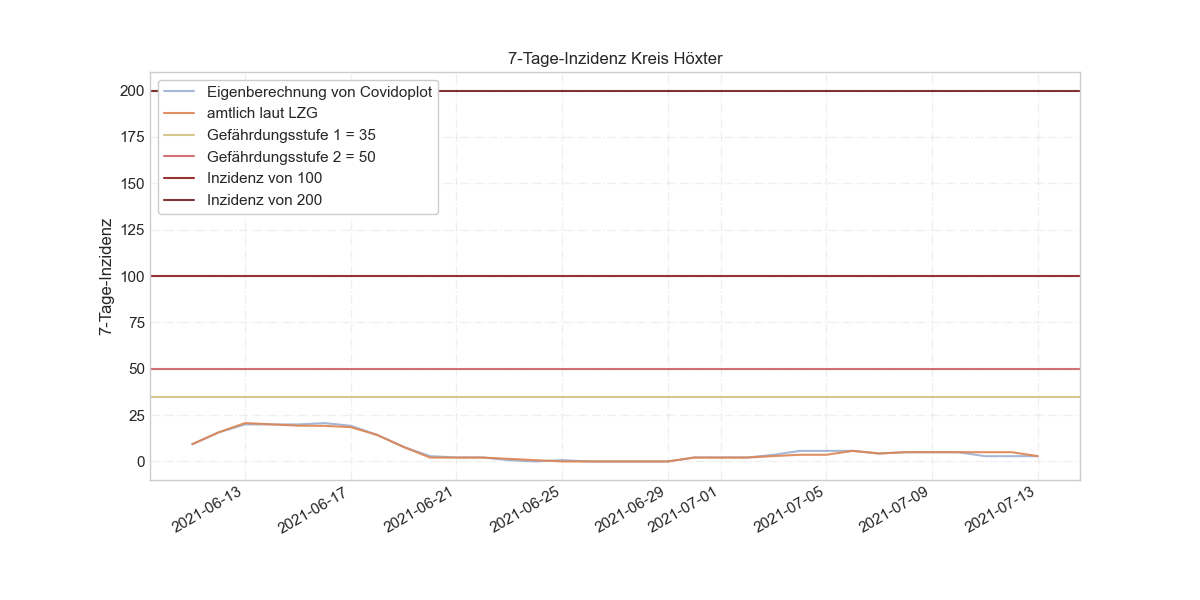 7-Tage-Inzidenz Kreis Höxter
Eigenberechnung von Covidoplot
amtlich laut LZG
Gefährdungsstufe 1 = 35
Gefährdungsstufe 2 = 50
Inzidenz von 100
Inzidenz von 200
7-Tage-Inzidenz
200
175
150
125
100
75
50
25
0
2021-06-13
2021-06-17
2021-06-21
2021-06-25
2021-06-29
2021-07-01
2021-07-05
2021-07-09
2021-07-13